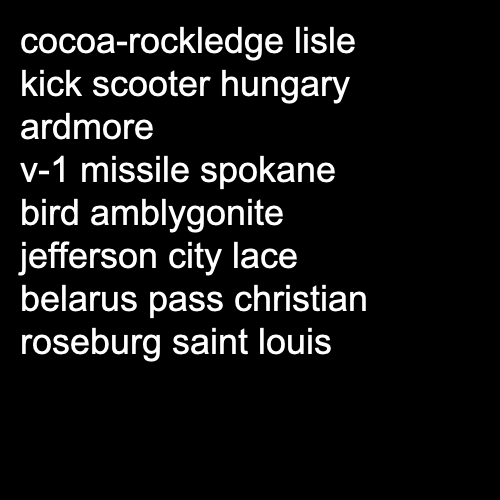 cocoa-rockledge lisle
kick scooter hungary
ardmore
v-1 missile spokane
bird amblygonite
jefferson city lace
belarus pass christian
roseburg saint louis